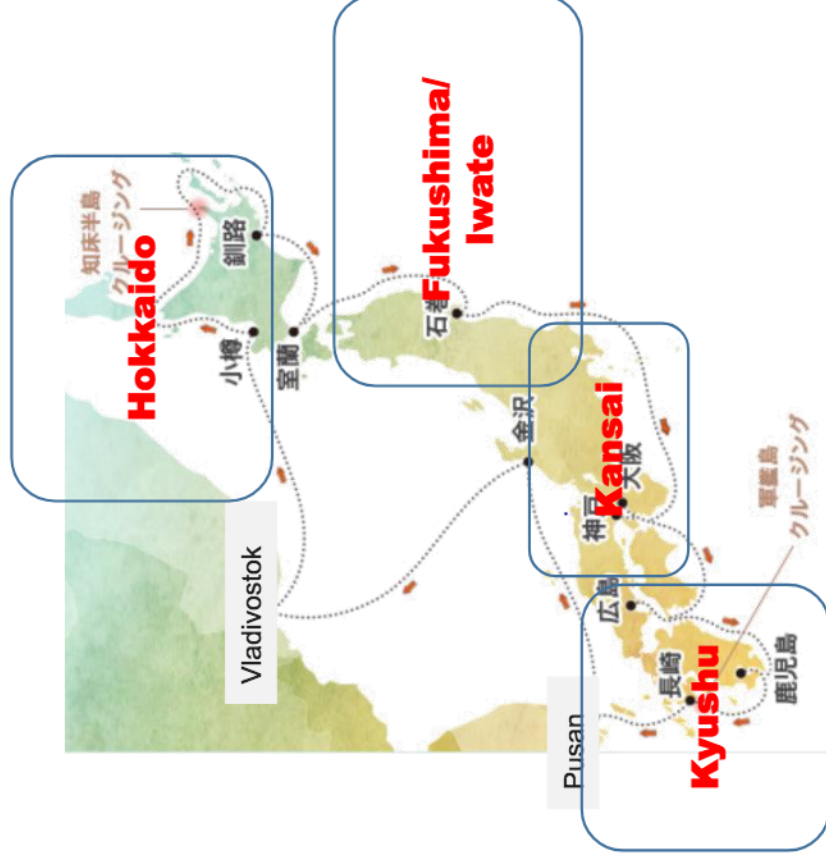 知床半島
クルージング
Hokkaido
釧路
小樽
室蘭
Fukushima/
Iwate
石巻
Vladivostok
金沢
Kansai
神戸
大阪
広島
軍艦島
クルージング
Pusan
長崎
Kyushu
鹿児島